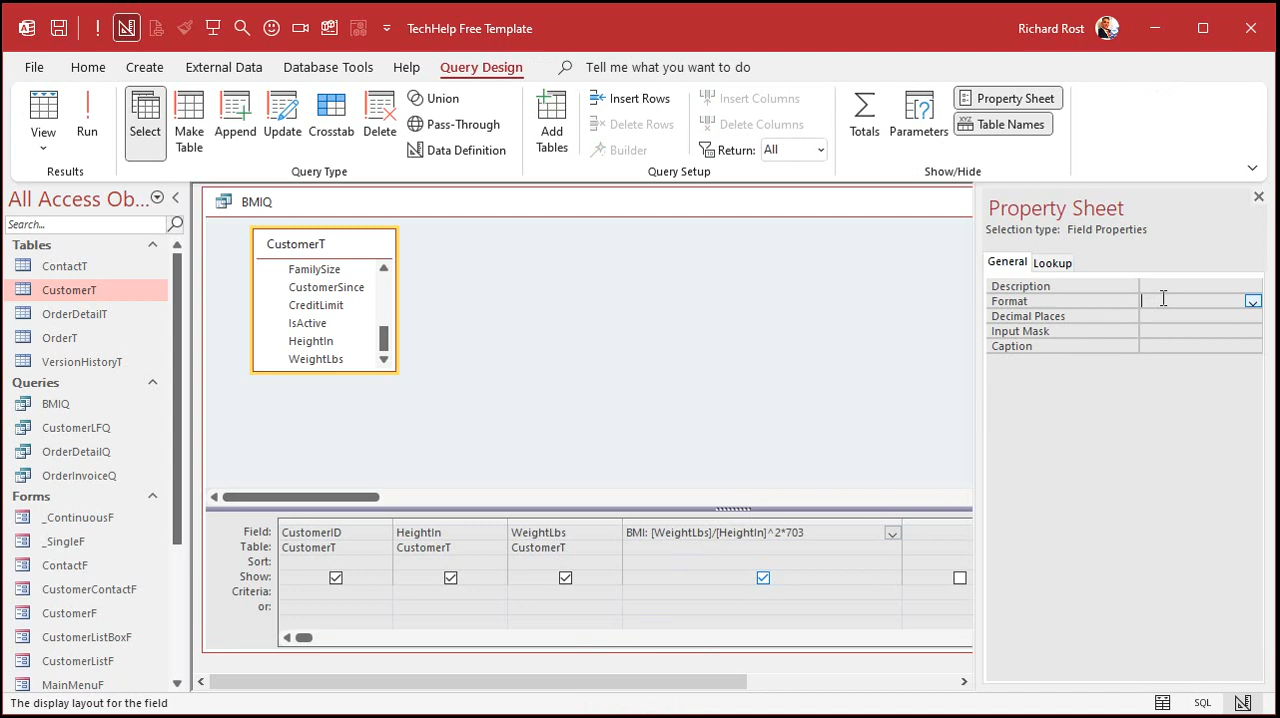 TechHelp Free Template
Richard Rost
File Home Create External Data Database Tools Help Query Design Tell me what you want to do
View
Run
Select
Make Table
Append
Update
Crosstab
Delete
Union
Pass-Through
Data Definition
Add Tables
Insert Rows
Delete Rows
Builder
Insert Columns
Delete Columns
Return: All
Totals
Parameters
Property Sheet
Table Names
Results Query Type Query Setup Show/Hide
All Access Ob...
Search...
Tables
ContactT
CustomerT
OrderDetailT
OrderT
VersionHistoryT
Queries
BMIQ
CustomerLFQ
OrderDetailQ
OrderInvoiceQ
Forms
_ContinuousF
_SingleF
ContactF
CustomerContactF
CustomerF
CustomerListBoxF
CustomerListF
MainMenuF
BMIQ
CustomerT
FamilySize
CustomerSince
CreditLimit
IsActive
HeightIn
WeightLbs
Field: CustomerID HeightIn WeightLbs BMI: [WeightLbs]/[HeightIn]^2*703
Table: CustomerT CustomerT CustomerT
Sort:
Show:
Criteria:
or:
Property Sheet
Selection type: Field Properties
General Lookup
Description
Format
Decimal Places
Input Mask
Caption
The display layout for the field
SQL